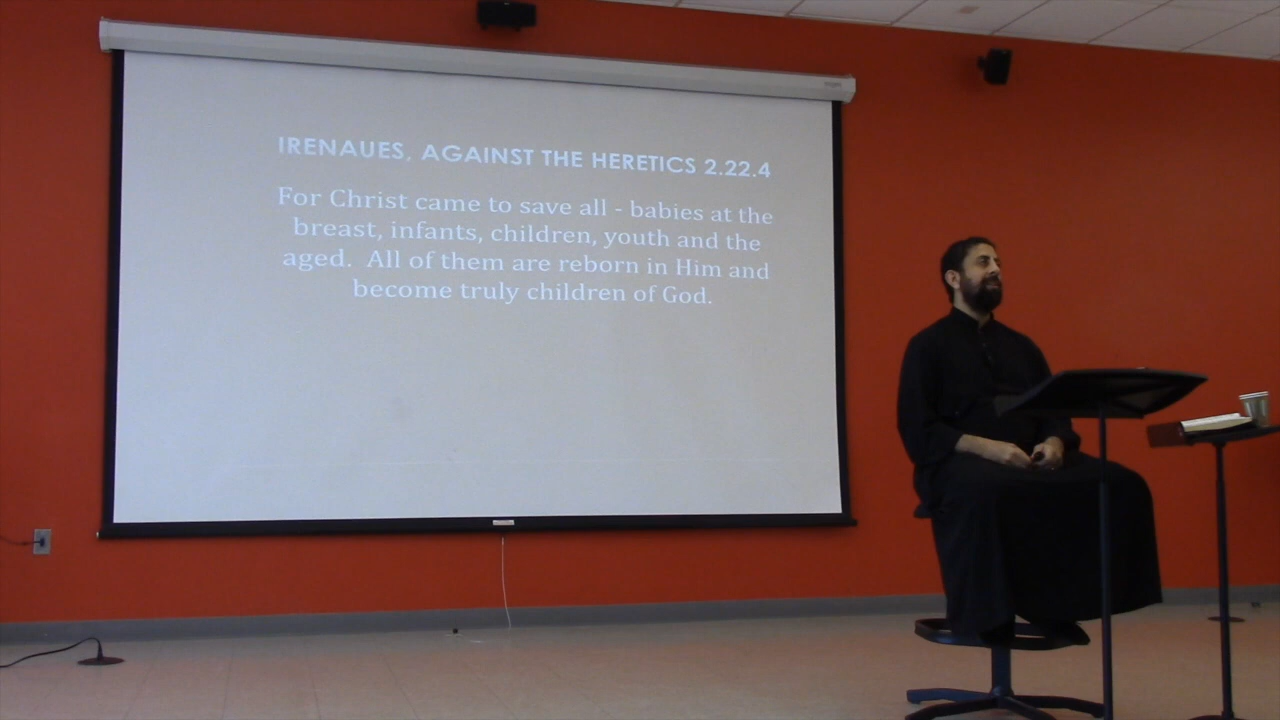 IRENAUES, AGAINST THE HERETICS 2.22.4
For Christ came to save all - babies at the
breast, infants, children, youth and the
aged.  All of them are reborn in Him and
become truly children of God.